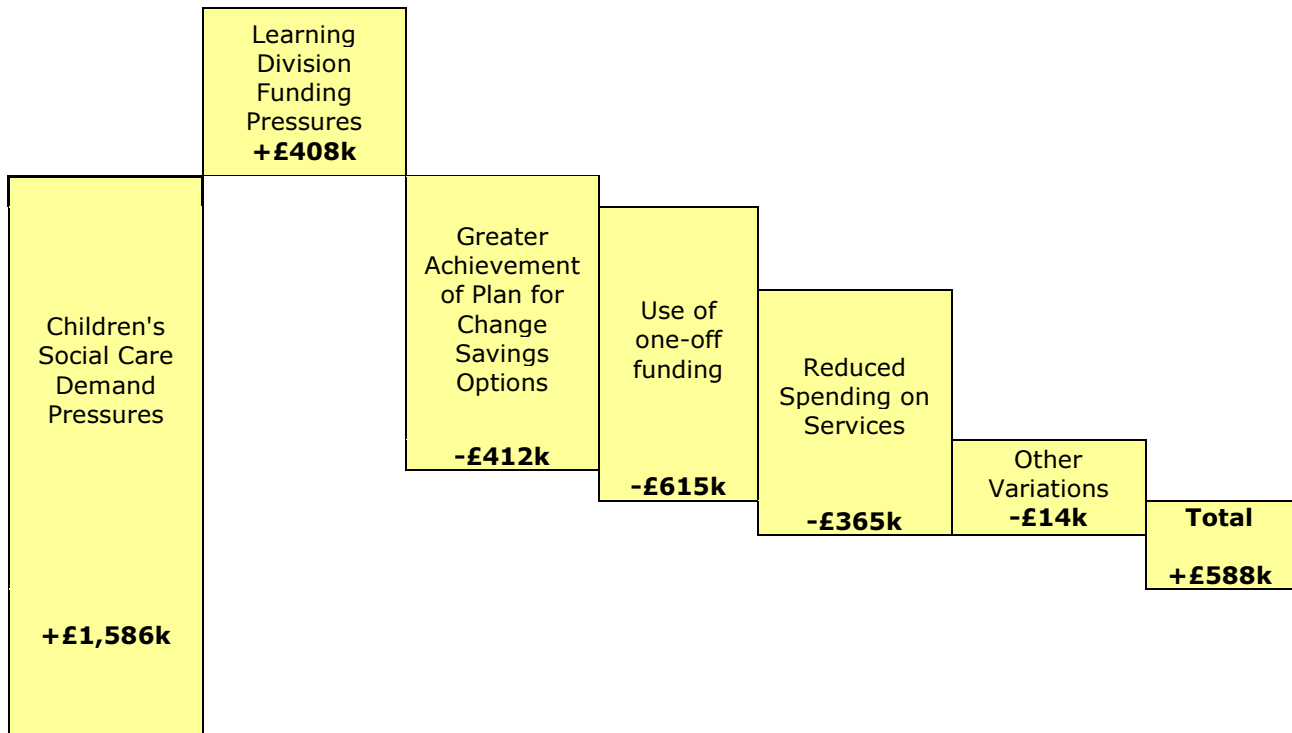 Learning
Division
Funding
Pressures
+£408k
Children's
Social Care
Demand
Pressures
+£1,586k
Greater
Achievement
of Plan for
Change
Savings
Options
-£412k
Use of
one-off
funding
-£615k
Reduced
Spending on
Services
-£365k
Other
Variations
-£14k
Total
+£588k